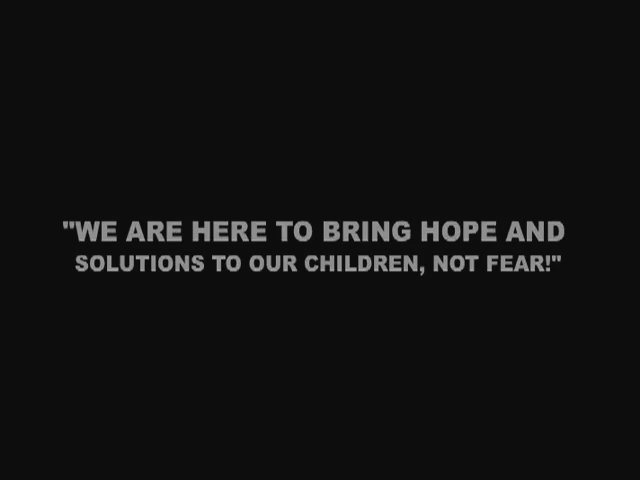 "WE ARE HERE TO BRING HOPE AND
SOLUTIONS TO OUR CHILDREN, NOT FEAR!"